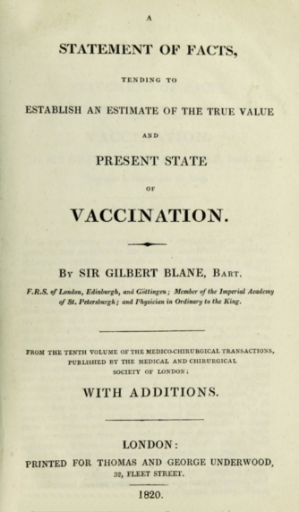 A
STATEMENT OF FACTS,
TENDING TO
ESTABLISH AN ESTIMATE OF THE TRUE VALUE
AND
PRESENT STATE
OF
VACCINATION.
BY SIR GILBERT BLANE, BART.
F.R.S. of London, Edinburgh, and Göttingen; Member of the Imperial Academy
of St. Petersburgh; and Physician in Ordinary to the King.
FROM THE TENTH VOLUME OF THE MEDICO-CHIRURGICAL TRANSACTIONS,
PUBLISHED BY THE MEDICAL AND CHIRURGICAL
SOCIETY OF LONDON;
WITH ADDITIONS.
LONDON:
PRINTED FOR THOMAS AND GEORGE UNDERWOOD,
32, FLEET STREET.
1820.